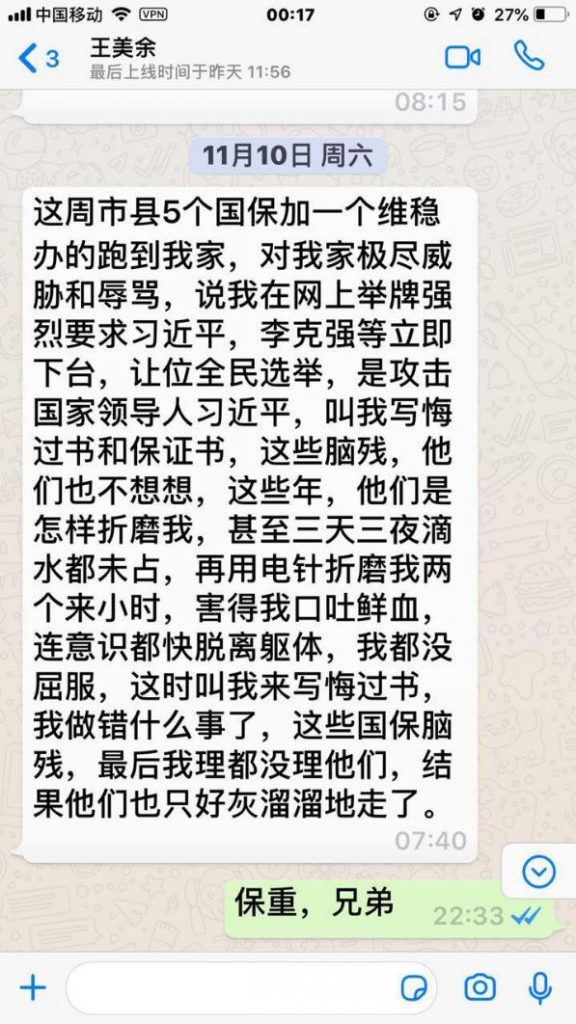 中国移动 VPN 00:17 27%
3 王美余
最后上线时间于昨天 11:56
08:15
11月10日 周六
这周市县5个国保加一个维稳
办的跑到我家，对我家极尽威
胁和辱骂，说我在网上举牌强
烈要求习近平，李克强等立即
下台，让位全民选举，是攻击
国家领导人习近平，叫我写悔
过书和保证书，这些脑残，他
们也不想想，这些年，他们是
怎样折磨我，甚至三天三夜滴
水都未占，再用电针折磨我两
个来小时，害得我口吐鲜血，
连意识都快脱离躯体，我都没
屈服，这时叫我来写悔过书，
我做错什么事了，这些国保脑
残，最后我理都没理他们，结
果他们也只好灰溜溜地走了。
07:40
保重，兄弟
22:33